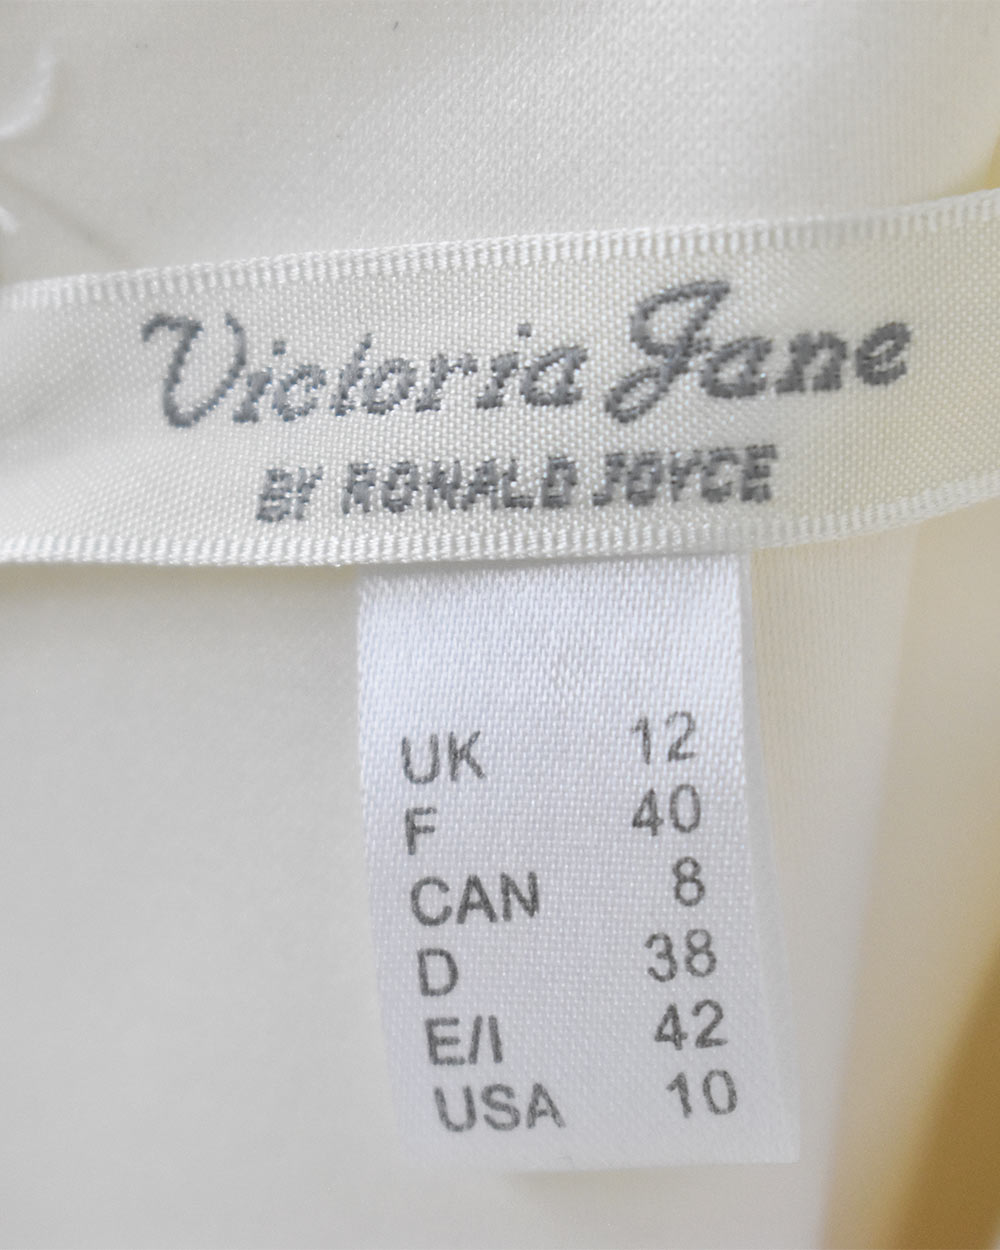 Victoria Jane
BY RONALD JOYCE
UK 12
F 40
CAN 8
D 38
E/I 42
USA 10